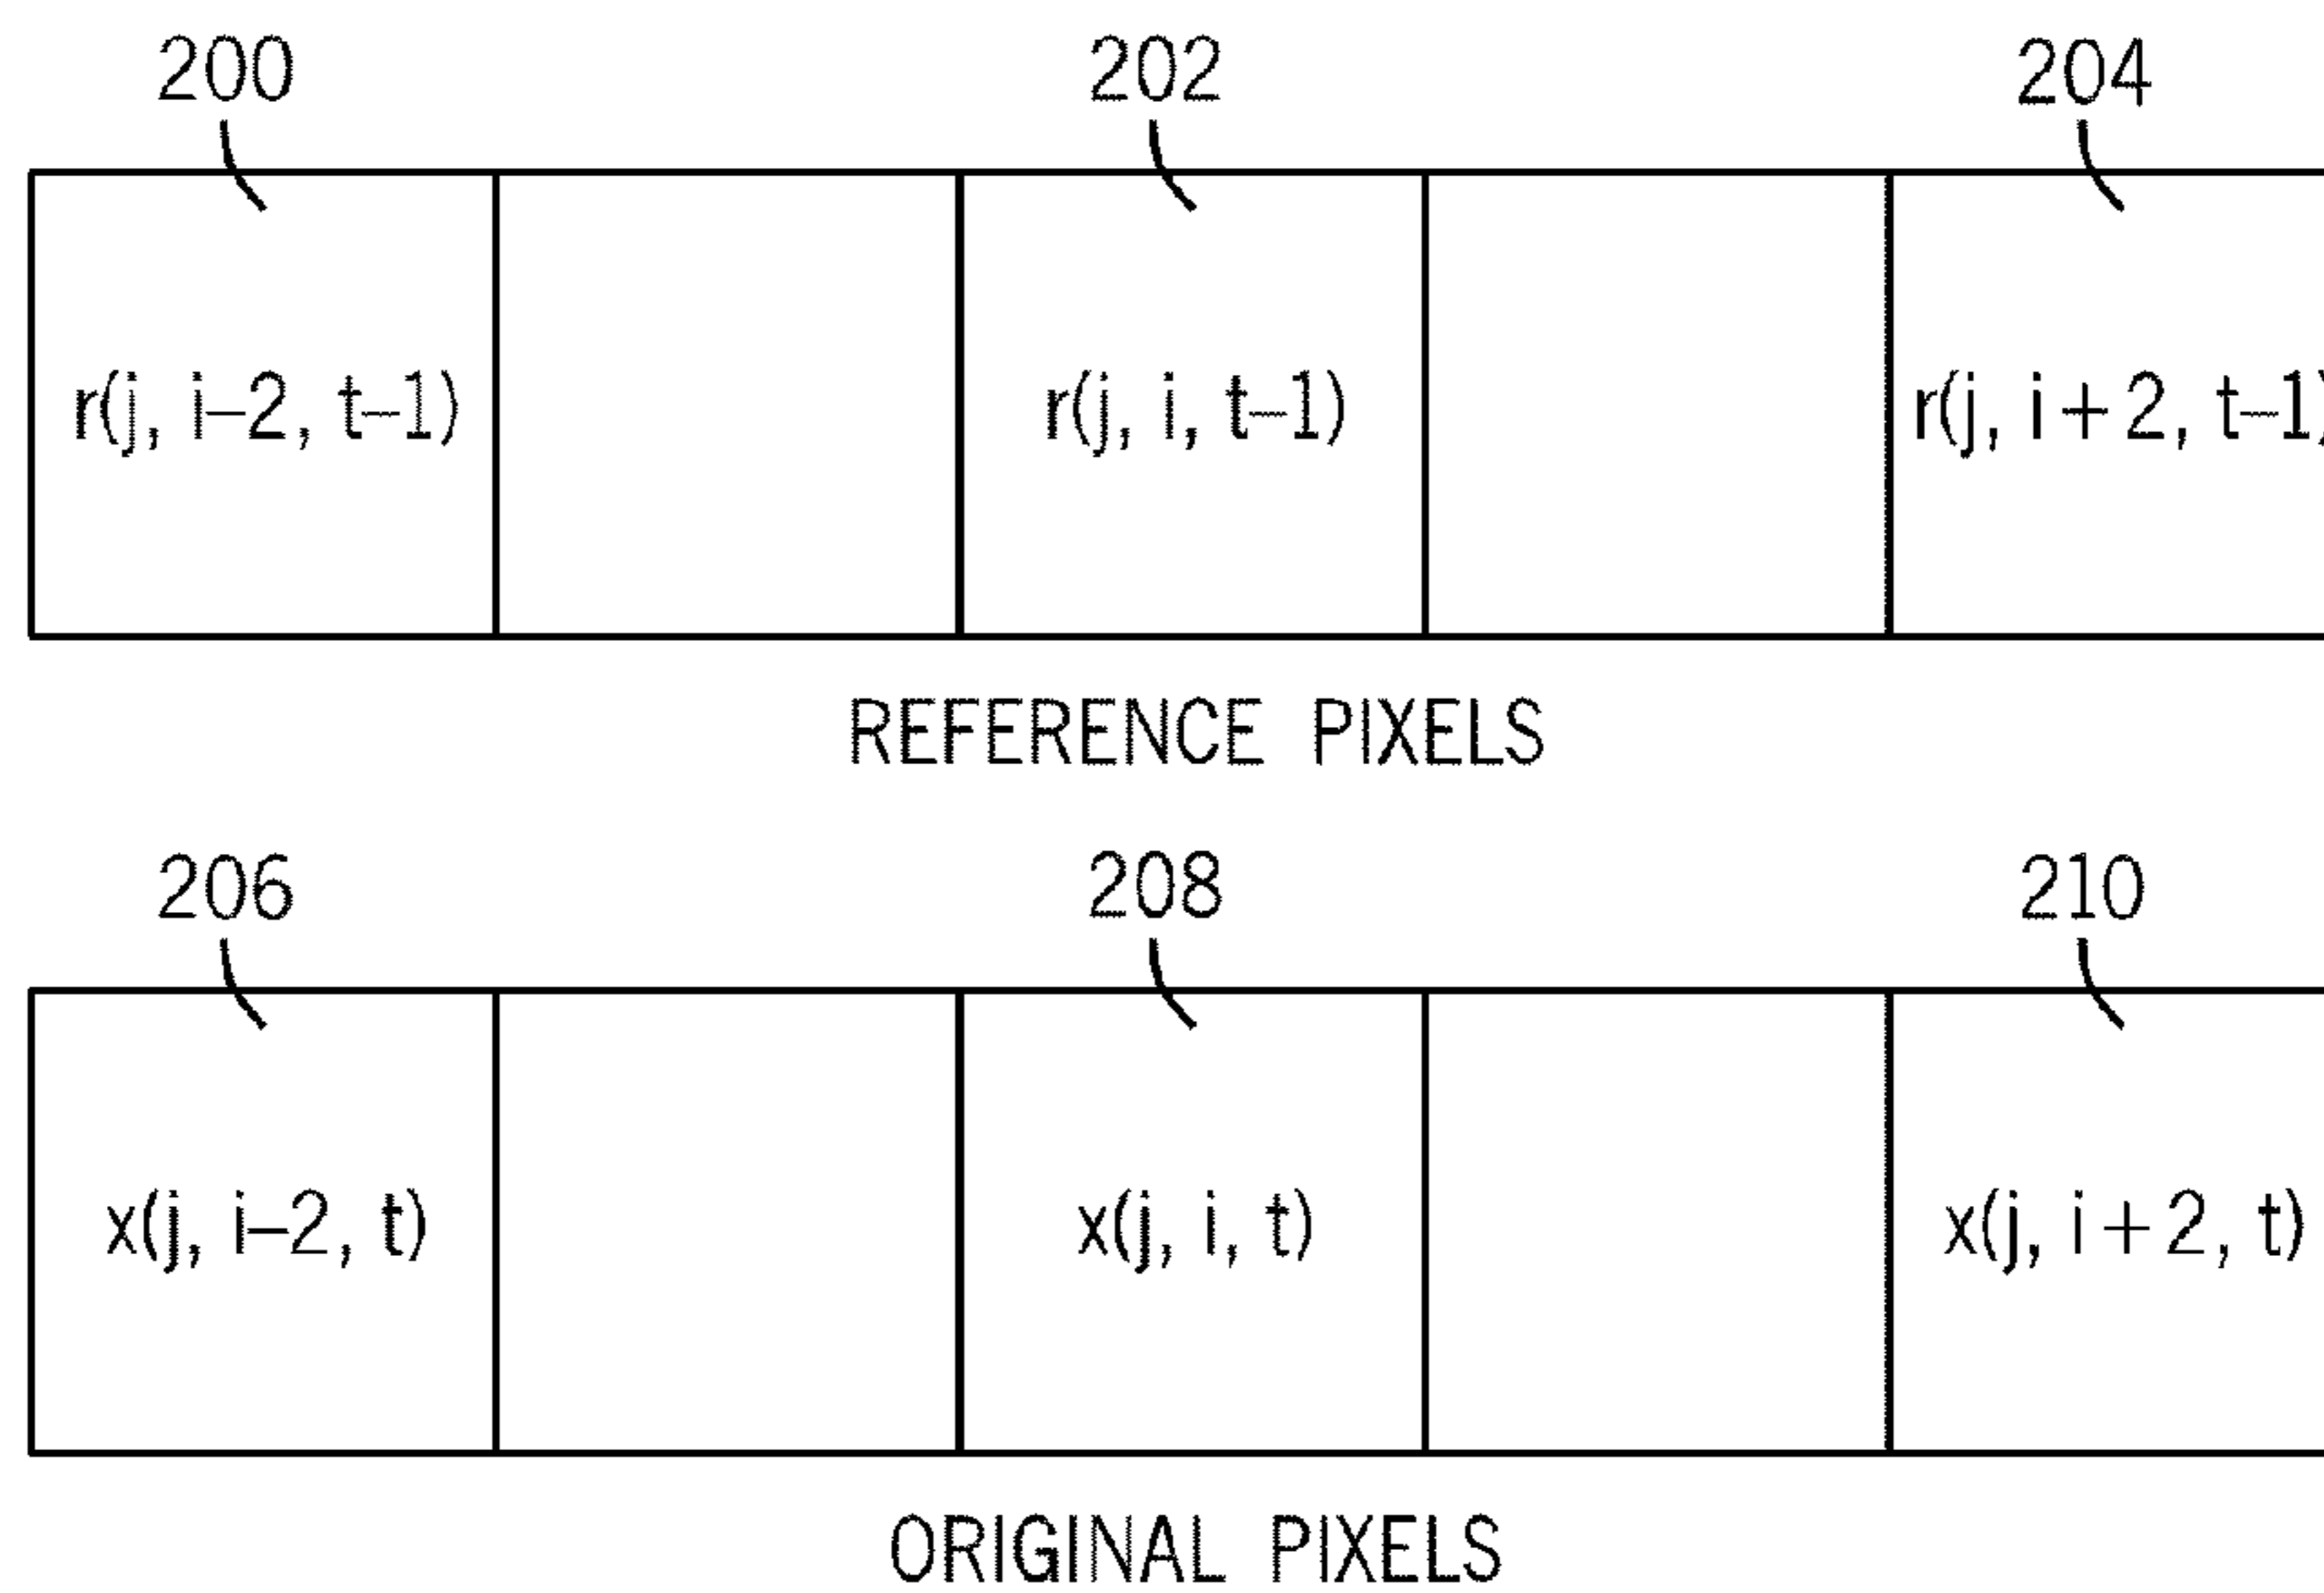 200 202 204
r(j, i–2, t–1) r(j, i, t–1) r(j, i + 2, t–1)
REFERENCE PIXELS
206 208 210
x(j, i–2, t) x(j, i, t) x(j, i + 2, t)
ORIGINAL PIXELS